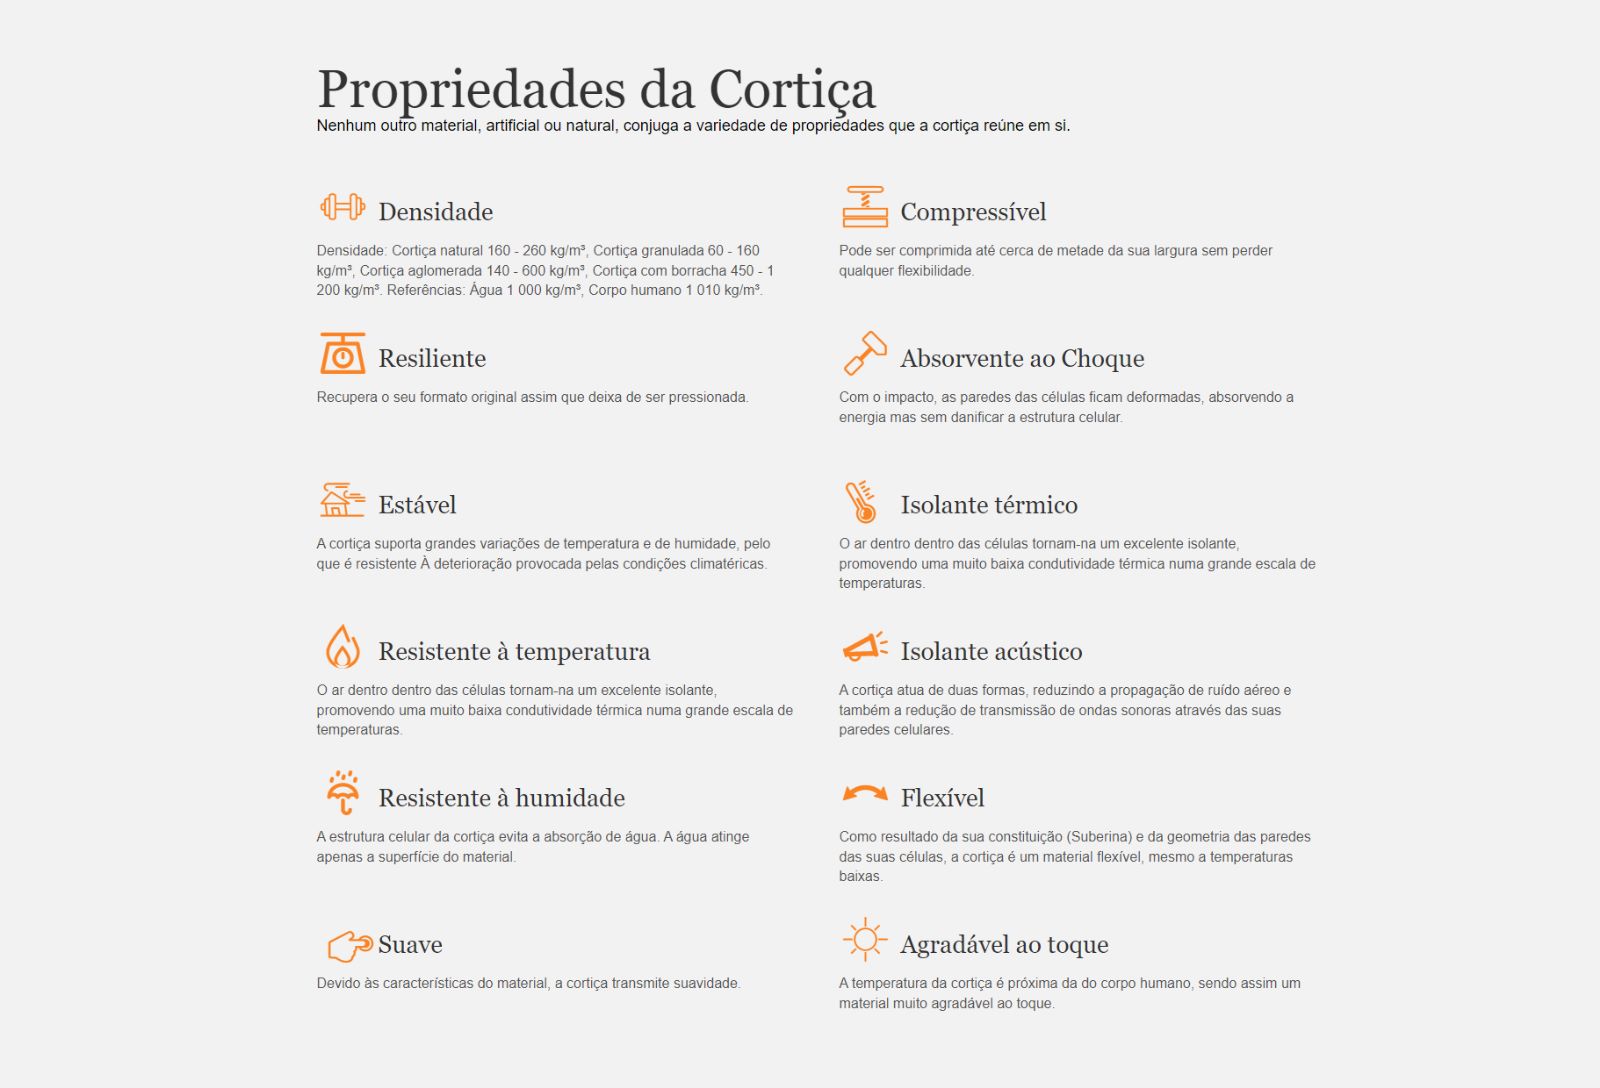 Propriedades da Cortiça
Nenhum outro material, artificial ou natural, conjuga a variedade de propriedades que a cortiça reúne em si.
Densidade
Densidade: Cortiça natural 160 - 260 kg/m³, Cortiça granulada 60 - 160
kg/m³, Cortiça aglomerada 140 - 600 kg/m³, Cortiça com borracha 450 - 1
200 kg/m³. Referências: Água 1 000 kg/m³, Corpo humano 1 010 kg/m³.
Compressível
Pode ser comprimida até cerca de metade da sua largura sem perder
qualquer flexibilidade.
Resiliente
Recupera o seu formato original assim que deixa de ser pressionada.
Absorvente ao Choque
Com o impacto, as paredes das células ficam deformadas, absorvendo a
energia mas sem danificar a estrutura celular.
Estável
A cortiça suporta grandes variações de temperatura e de humidade, pelo
que é resistente À deterioração provocada pelas condições climatéricas.
Isolante térmico
O ar dentro dentro das células tornam-na um excelente isolante,
promovendo uma muito baixa condutividade térmica numa grande escala de
temperaturas.
Resistente à temperatura
O ar dentro dentro das células tornam-na um excelente isolante,
promovendo uma muito baixa condutividade térmica numa grande escala de
temperaturas.
Isolante acústico
A cortiça atua de duas formas, reduzindo a propagação de ruído aéreo e
também a redução de transmissão de ondas sonoras através das suas
paredes celulares.
Resistente à humidade
A estrutura celular da cortiça evita a absorção de água. A água atinge
apenas a superfície do material.
Flexível
Como resultado da sua constituição (Suberina) e da geometria das paredes
das suas células, a cortiça é um material flexível, mesmo a temperaturas
baixas.
Suave
Devido às características do material, a cortiça transmite suavidade.
Agradável ao toque
A temperatura da cortiça é próxima da do corpo humano, sendo assim um
material muito agradável ao toque.